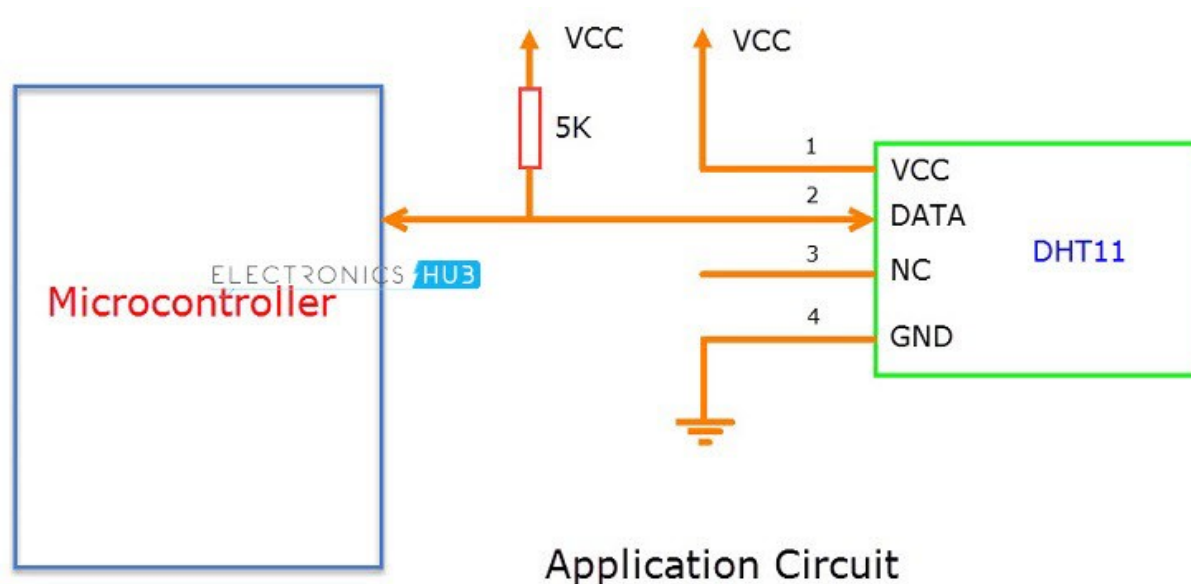 VCC
VCC
5K
1
VCC
2
DATA
3
NC
4
GND
DHT11
ELECTRONICS HUB
Microcontroller
Application Circuit